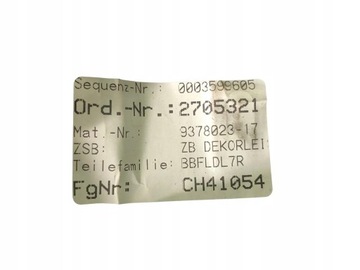 Sequenz-Nr.: 0003599605
Ord.-Nr.: 2705321
Mat.-Nr.: 9378023-17
ZSB: ZB DEKORLEI
Teilefamilie: BBFLDL7R
FgNr: CH41054